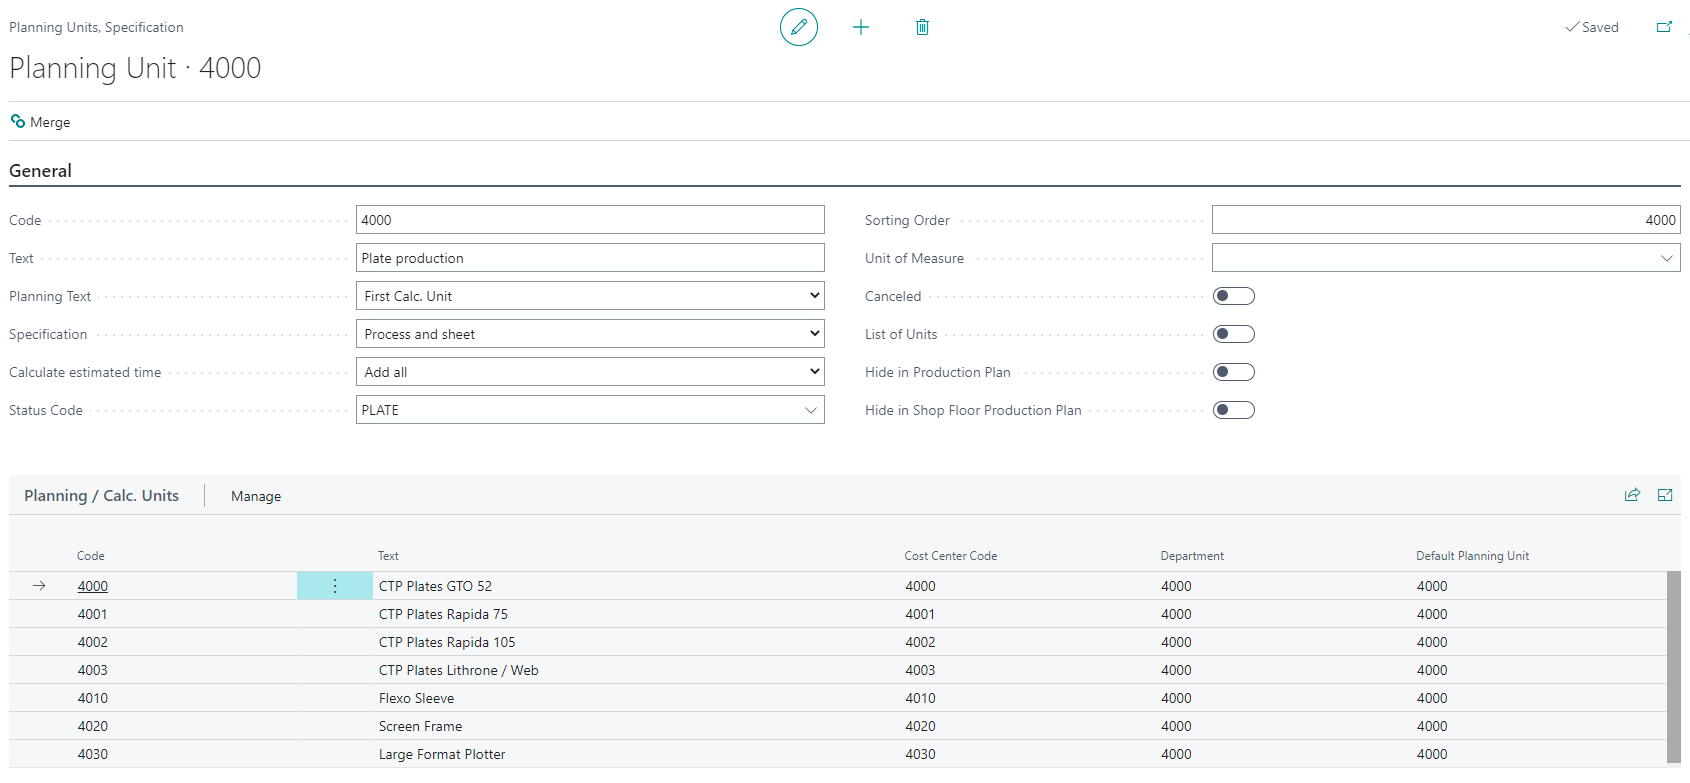 Planning Units, Specification
Saved
Planning Unit · 4000
Merge
General
Code 4000
Sorting Order 4000
Text Plate production
Unit of Measure
Planning Text First Calc. Unit
Canceled
Specification Process and sheet
List of Units
Calculate estimated time Add all
Hide in Production Plan
Status Code PLATE
Hide in Shop Floor Production Plan
Planning / Calc. Units Manage
Code Text Cost Center Code Department Default Planning Unit
4000 CTP Plates GTO 52 4000 4000 4000
4001 CTP Plates Rapida 75 4001 4000 4000
4002 CTP Plates Rapida 105 4002 4000 4000
4003 CTP Plates Lithrone / Web 4003 4000 4000
4010 Flexo Sleeve 4010 4000 4000
4020 Screen Frame 4020 4000 4000
4030 Large Format Plotter 4030 4000 4000